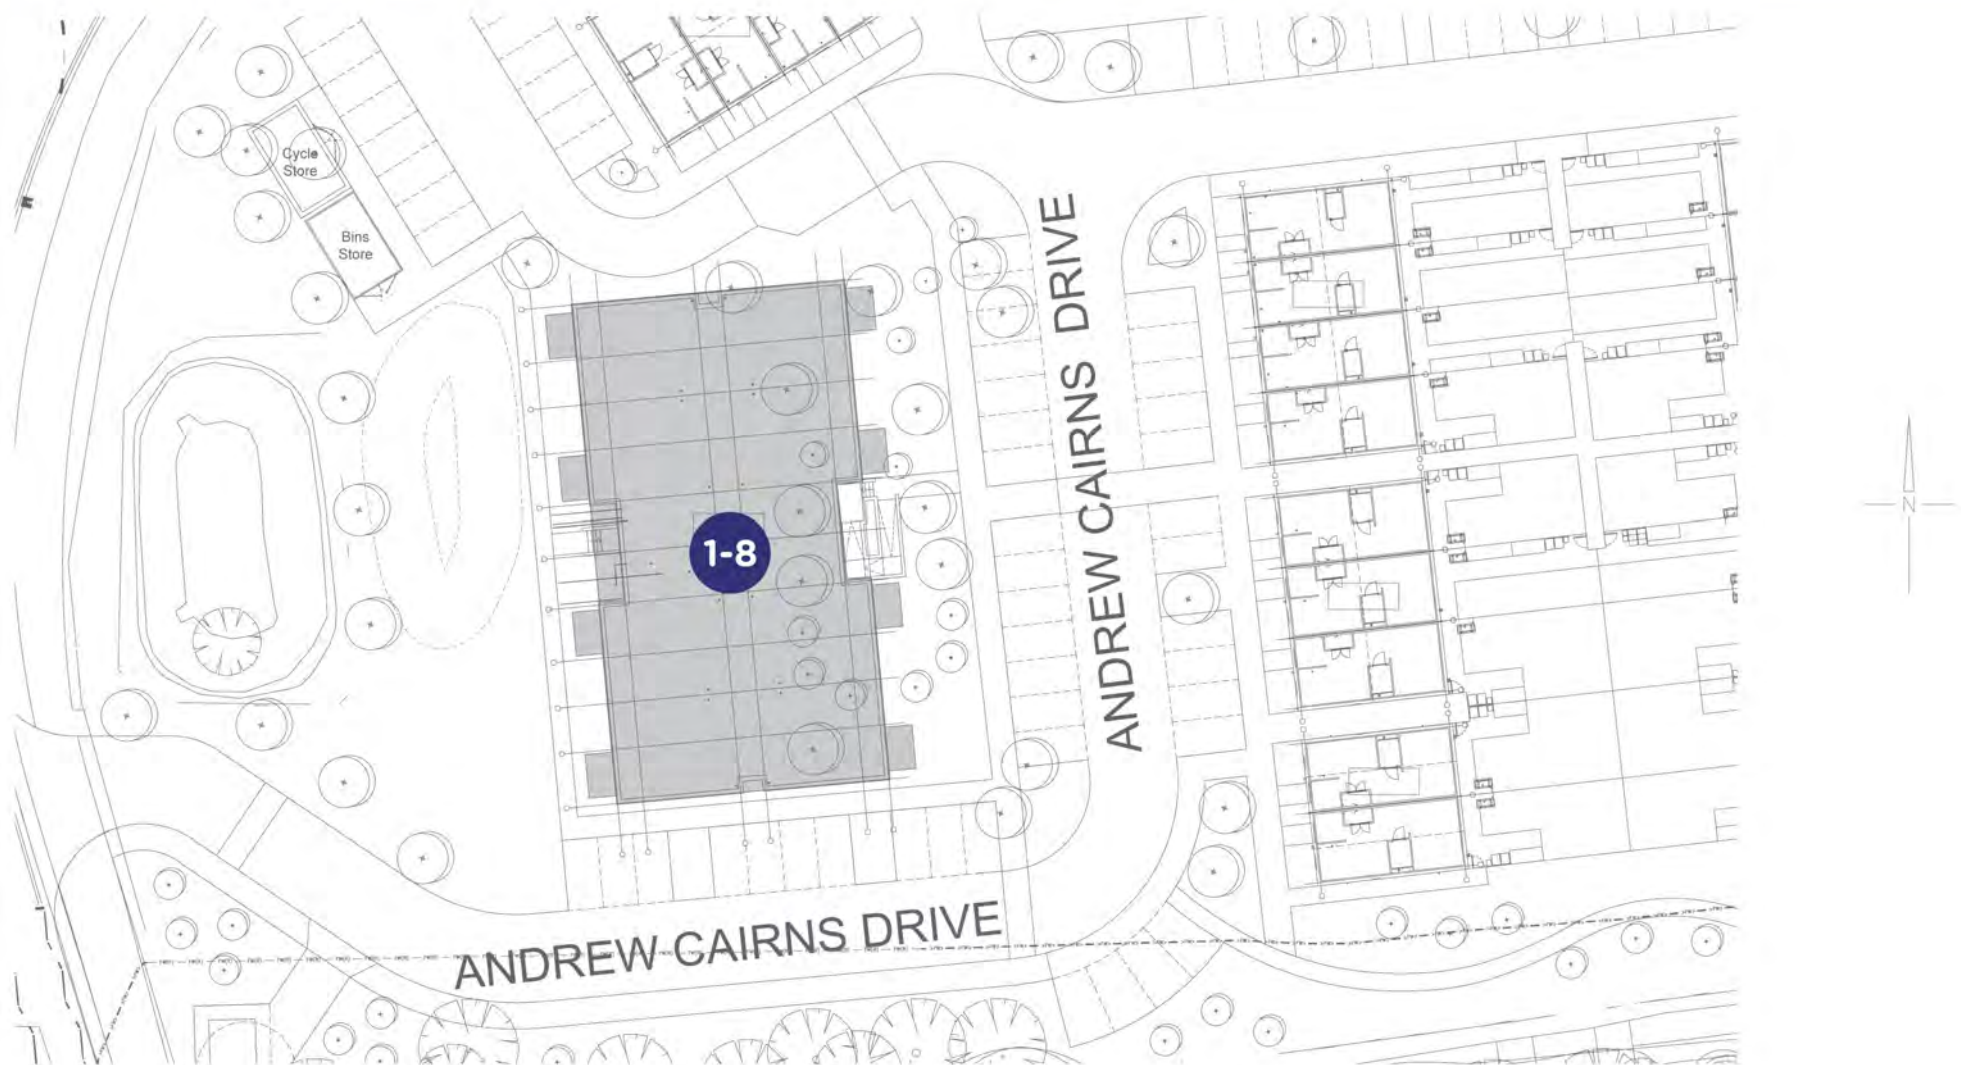 Cycle
Store
Bins
Store
ANDREW CAIRNS DRIVE
1-8
ANDREW CAIRNS DRIVE
N